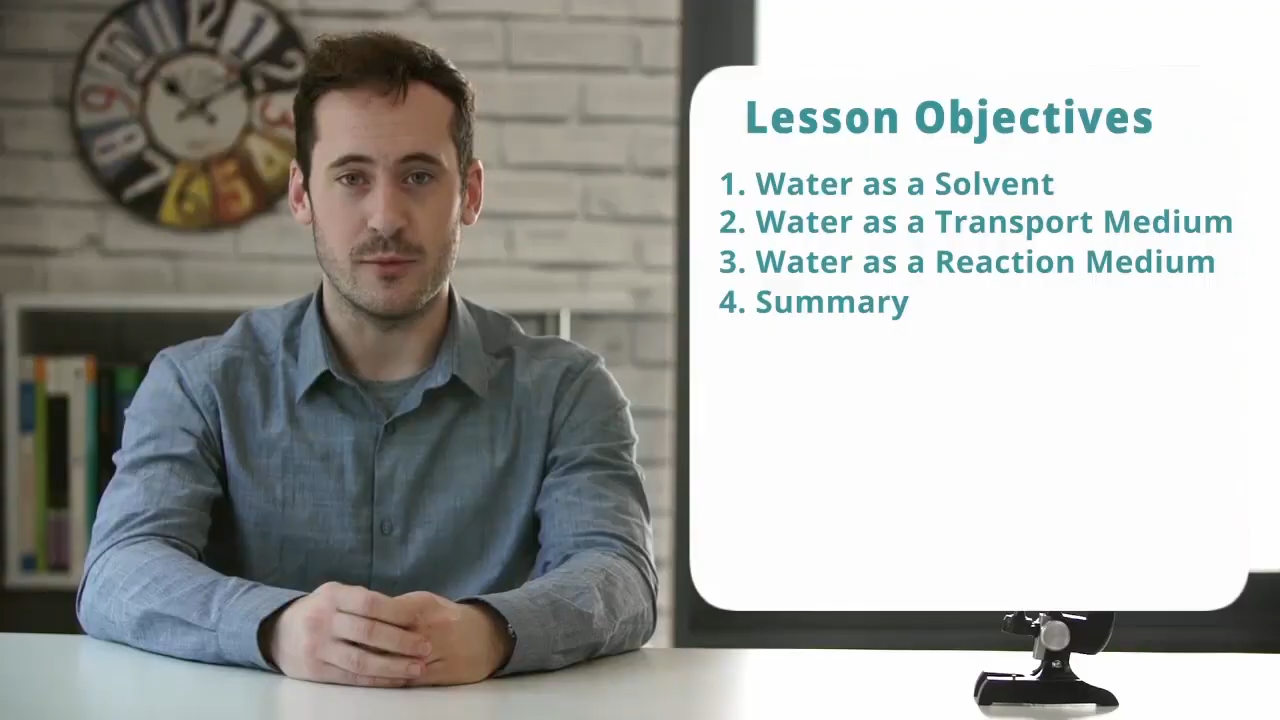 Lesson Objectives
1. Water as a Solvent
2. Water as a Transport Medium
3. Water as a Reaction Medium
4. Summary